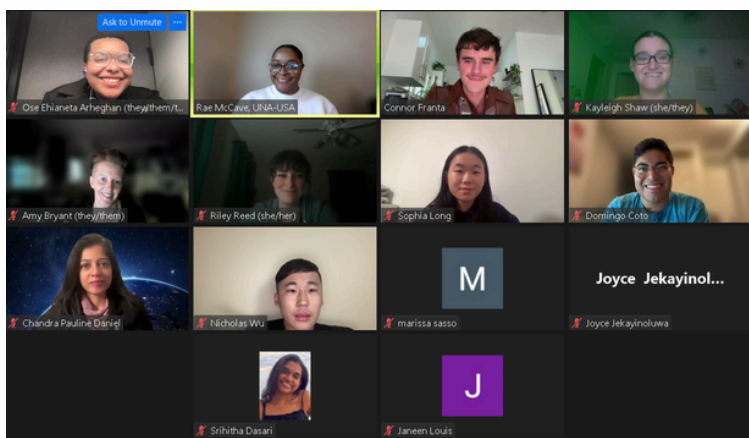 Ask to Unmute ...
Ose Ehianeta Arheghan (they/them/t...
Rae McCave, UNA-USA
Connor Franta
Kayleigh Shaw (she/they)
Amy Bryant (they/them)
Riley Reed (she/her)
Sophia Long
Domingo Coto
Chandra Pauline Daniel
Nicholas Wu
M
marissa sasso
Joyce Jekayinol...
Joyce Jekayinoluwa
Srihitha Dasari
J
Janeen Louis